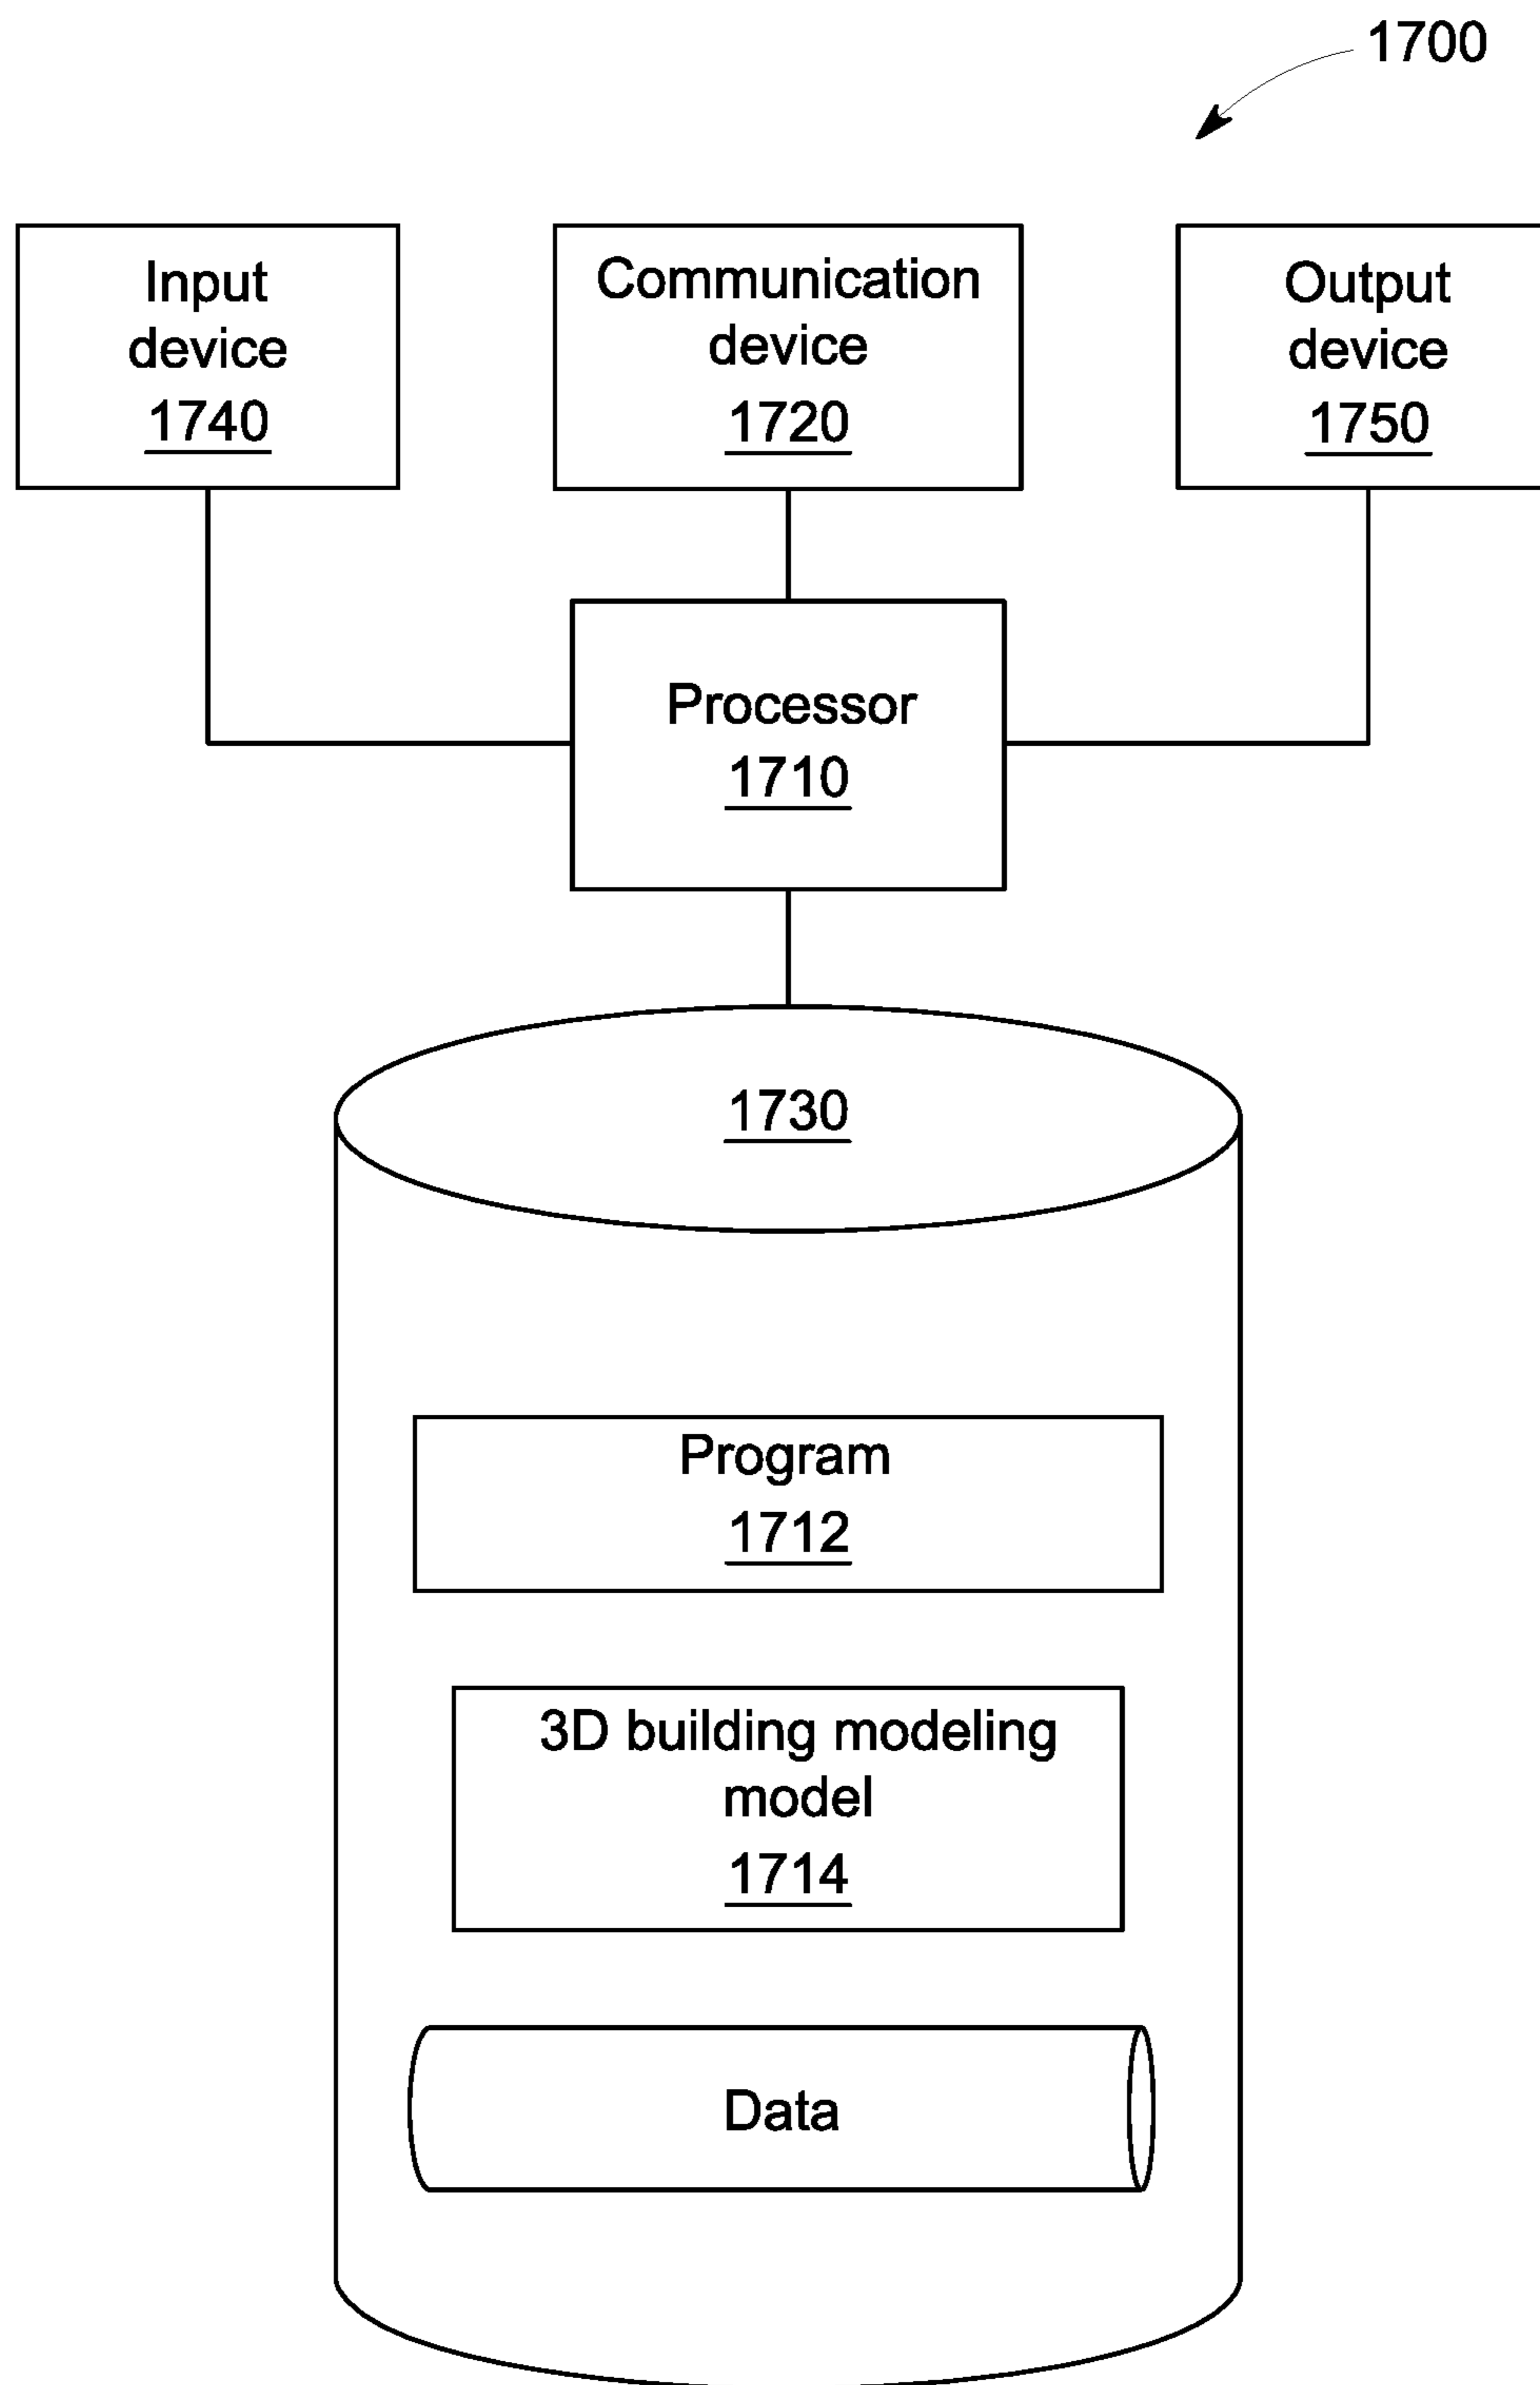 1700
Input
device
1740
Communication
device
1720
Output
device
1750
Processor
1710
1730
Program
1712
3D building modeling
model
1714
Data